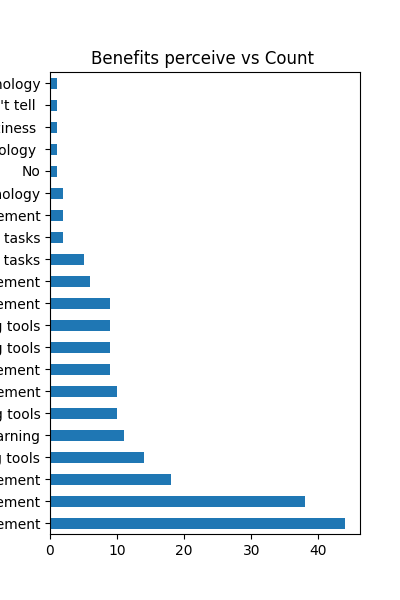 Benefits perceive vs Count
nology
't tell
iness
ology
No
nology
ement
tasks
tasks
ement
ement
g tools
g tools
ement
ement
g tools
arning
g tools
ement
ement
ement
0 10 20 30 40